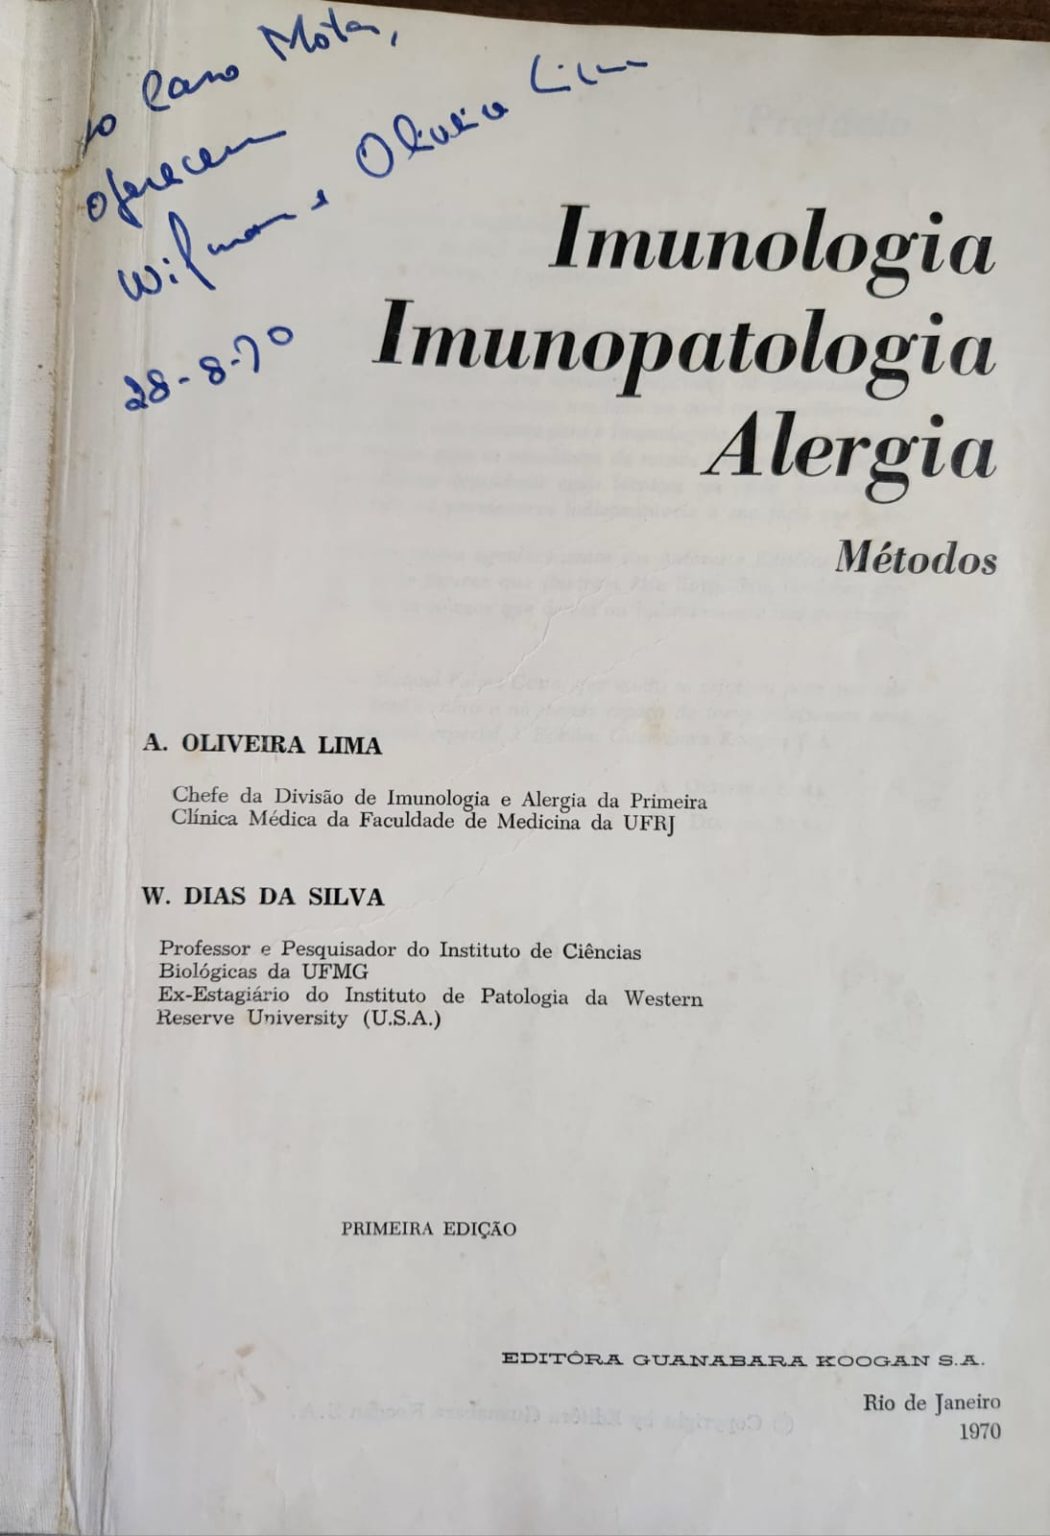 Ao Caro Mota,
oferecem
Wilmar e Oliveira Lima
28-8-70
Imunologia
Imunopatologia
Alergia
Métodos
A. OLIVEIRA LIMA
Chefe da Divisão de Imunologia e Alergia da Primeira
Clínica Médica da Faculdade de Medicina da UFRJ
W. DIAS DA SILVA
Professor e Pesquisador do Instituto de Ciências
Biológicas da UFMG
Ex-Estagiário do Instituto de Patologia da Western
Reserve University (U.S.A.)
PRIMEIRA EDIÇÃO
EDITÔRA GUANABARA KOOGAN S.A.
Rio de Janeiro
1970